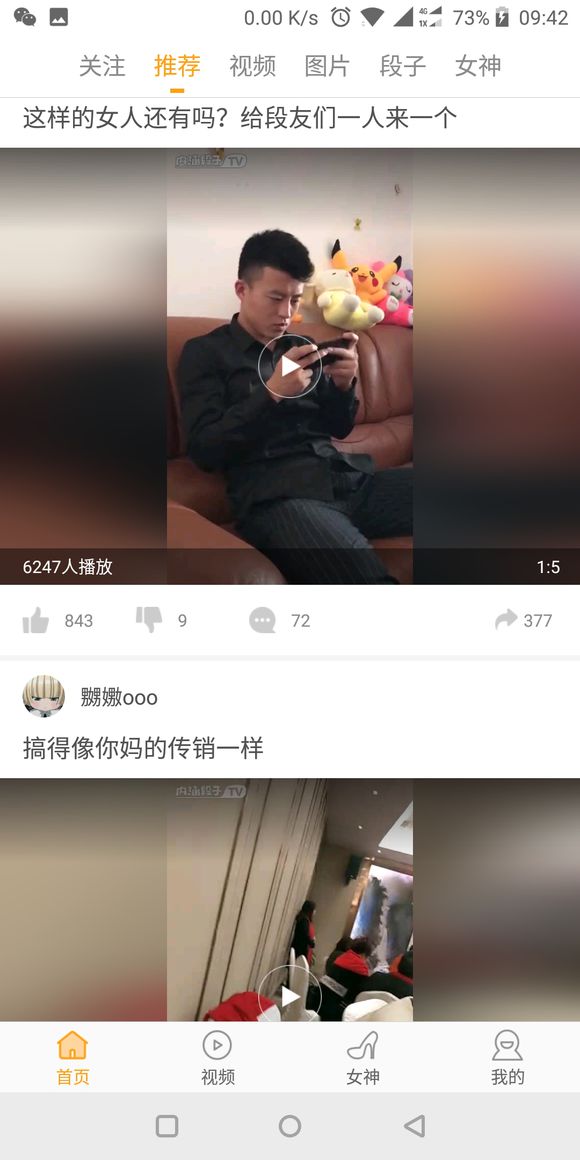 0.00 K/s 4G 1X 73% 09:42
关注 推荐 视频 图片 段子 女神
这样的女人还有吗？给段友们一人来一个
内涵段子TV
6247人播放 1:5
843 9 72 377
嬲嫐ooo
搞得像你妈的传销一样
内涵段子TV
首页 视频 女神 我的